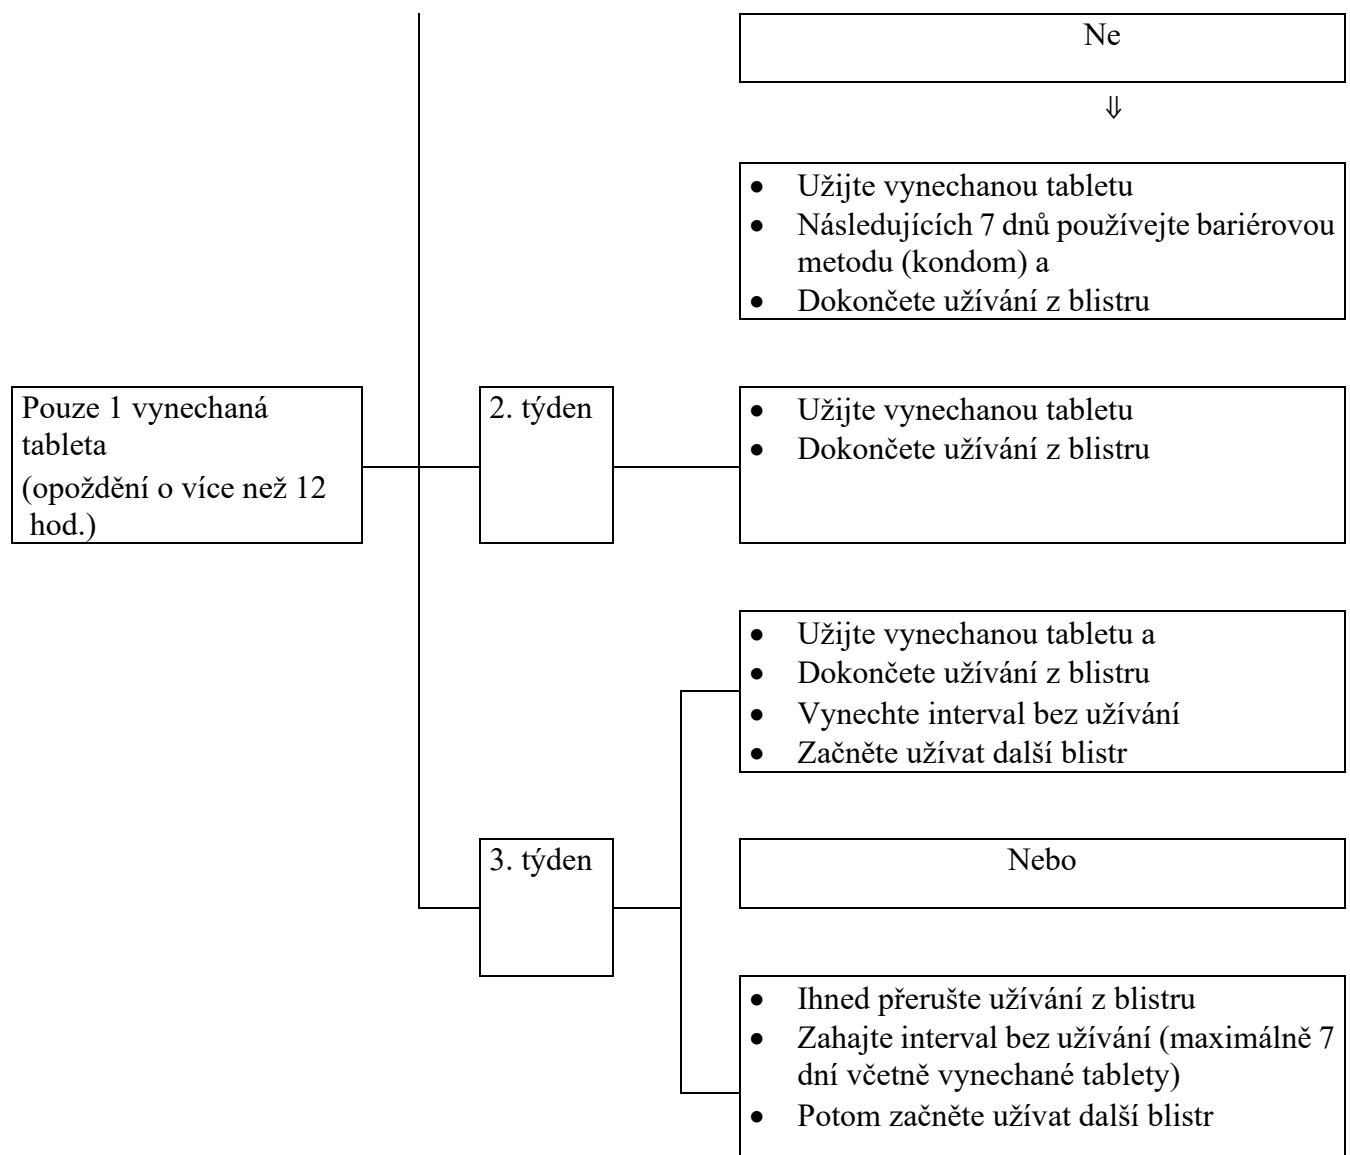 Ne
⇓
• Užijte vynechanou tabletu
• Následujících 7 dnů používejte bariérovou
metodu (kondom) a
• Dokončete užívání z blistru
Pouze 1 vynechaná
tableta
(opoždění o více než 12
hod.)
2. týden
• Užijte vynechanou tabletu
• Dokončete užívání z blistru
• Užijte vynechanou tabletu a
• Dokončete užívání z blistru
• Vynechte interval bez užívání
• Začněte užívat další blistr
3. týden
Nebo
• Ihned přerušte užívání z blistru
• Zahajte interval bez užívání (maximálně 7
dní včetně vynechané tablety)
• Potom začněte užívat další blistr